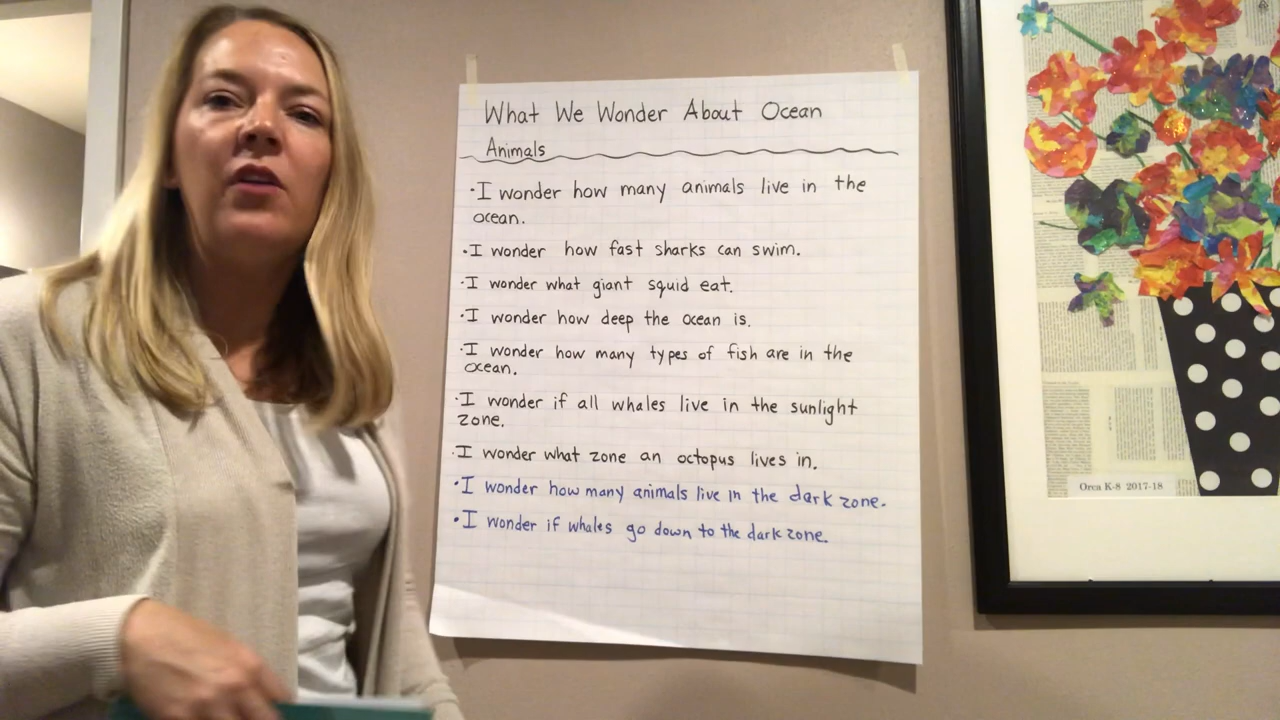 What We Wonder About Ocean
Animals
·I wonder how many animals live in the
ocean.
·I wonder how fast sharks can swim.
·I wonder what giant squid eat.
·I wonder how deep the ocean is.
·I wonder how many types of fish are in the
ocean.
·I wonder if all whales live in the sunlight
zone.
·I wonder what zone an octopus lives in.
·I wonder how many animals live in the dark zone.
·I wonder if whales go down to the dark zone.
Orca K-8 2017-18